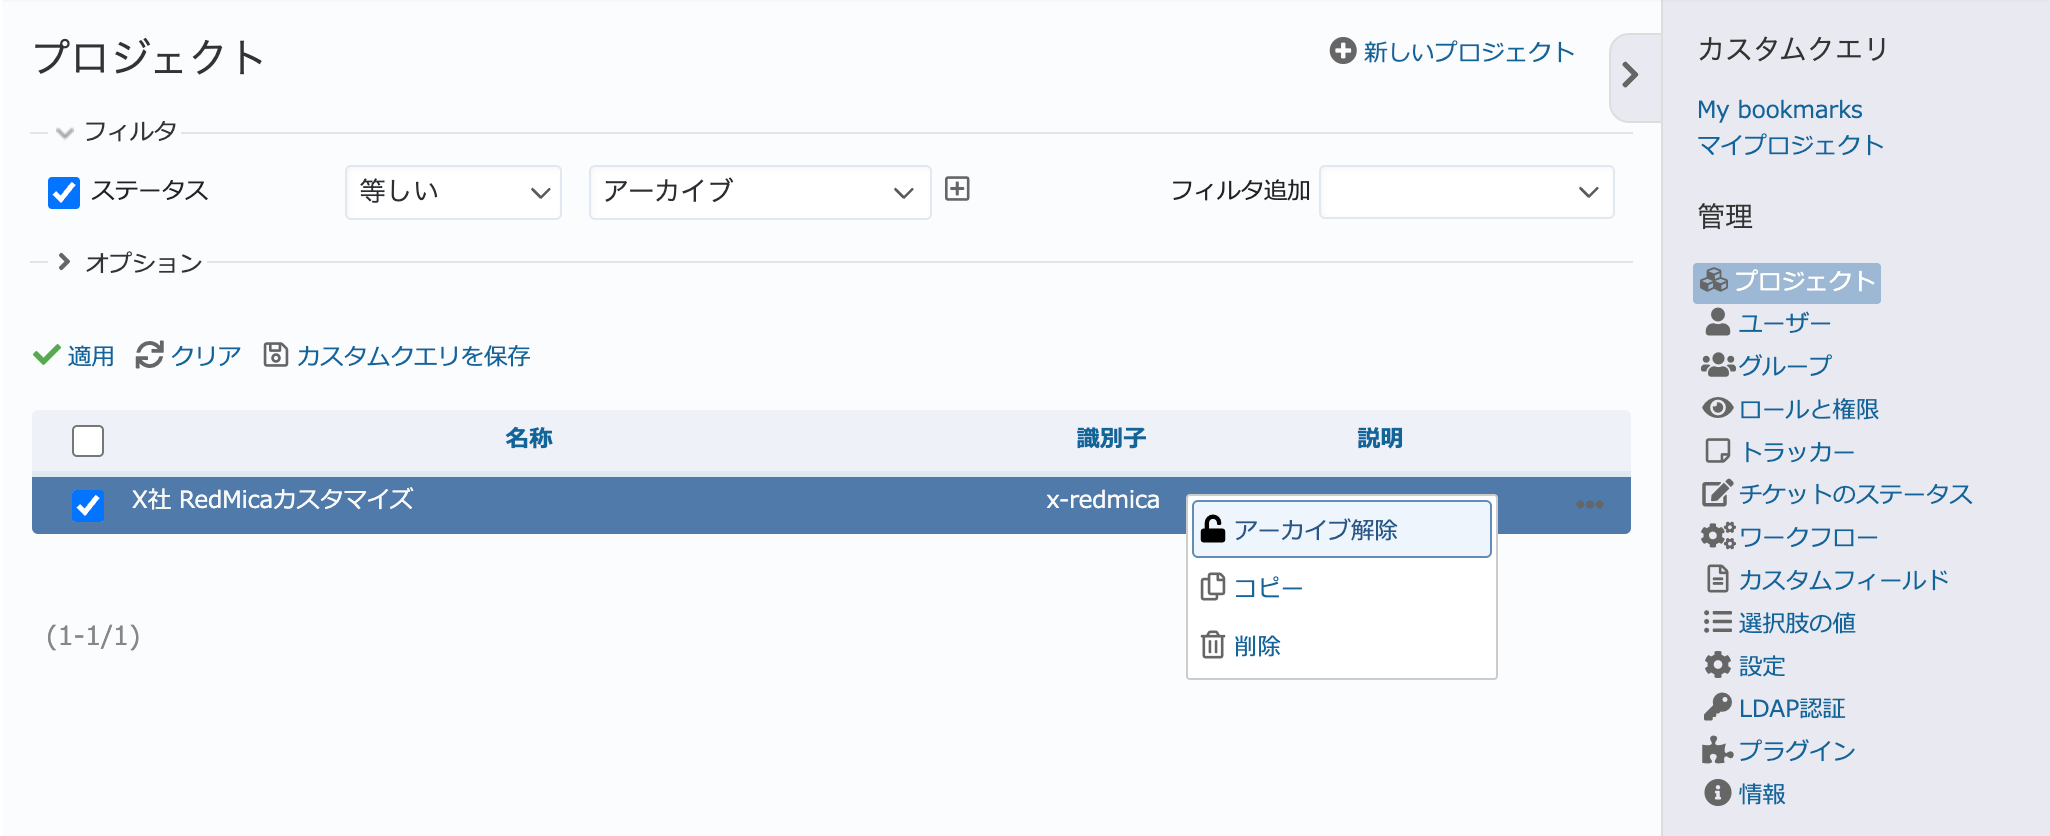 プロジェクト
新しいプロジェクト
フィルタ
ステータス 等しい アーカイブ フィルタ追加
オプション
適用 クリア カスタムクエリを保存
名称 識別子 説明
X社 RedMicaカスタマイズ x-redmica
アーカイブ解除
コピー
削除
(1-1/1)
カスタムクエリ
My bookmarks
マイプロジェクト
管理
プロジェクト
ユーザー
グループ
ロールと権限
トラッカー
チケットのステータス
ワークフロー
カスタムフィールド
選択肢の値
設定
LDAP認証
プラグイン
情報